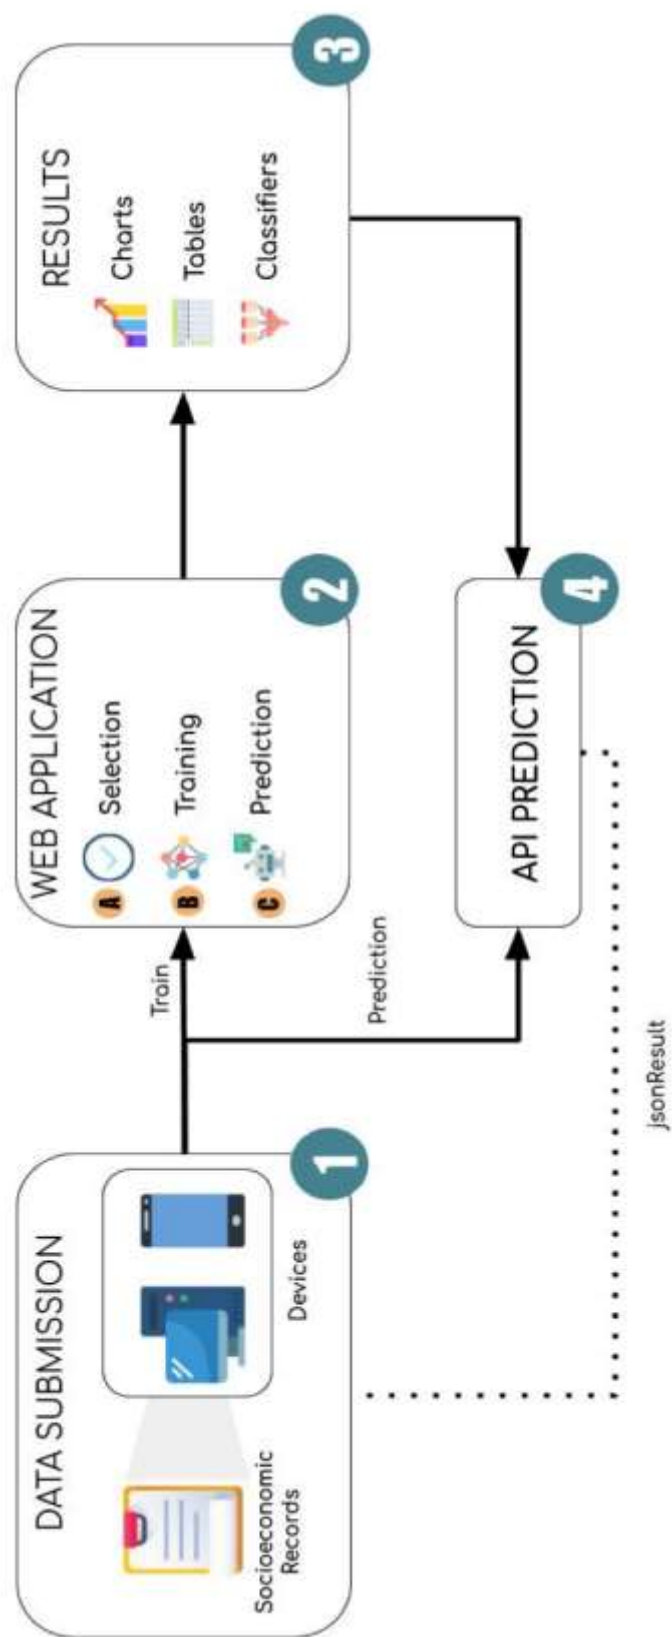 DATA SUBMISSION
Socioeconomic
Records
Devices
1
Train
Prediction
WEB APPLICATION
A Selection
B Training
C Prediction
2
RESULTS
Charts
Tables
Classifiers
3
API PREDICTION
4
jsonResult